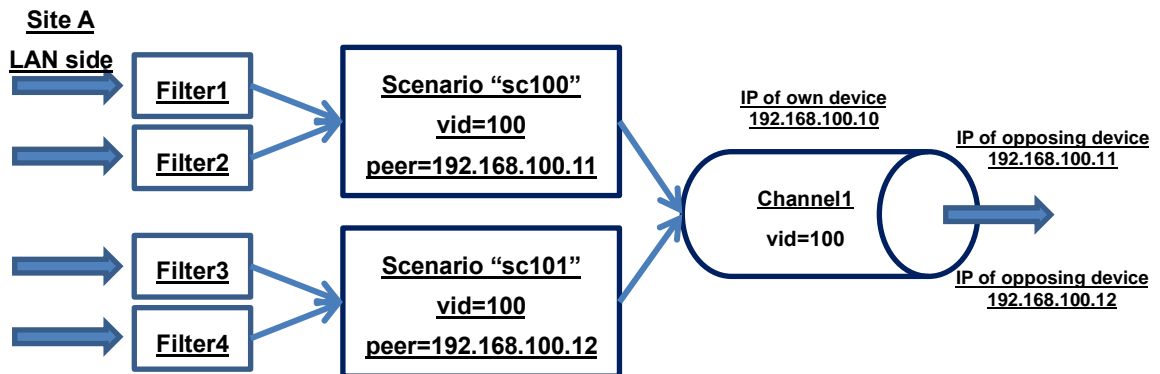 Site A
LAN side
Filter1
Filter2
Scenario “sc100”
vid=100
peer=192.168.100.11
Filter3
Filter4
Scenario “sc101”
vid=100
peer=192.168.100.12
IP of own device
192.168.100.10
Channel1
vid=100
IP of opposing device
192.168.100.11
IP of opposing device
192.168.100.12